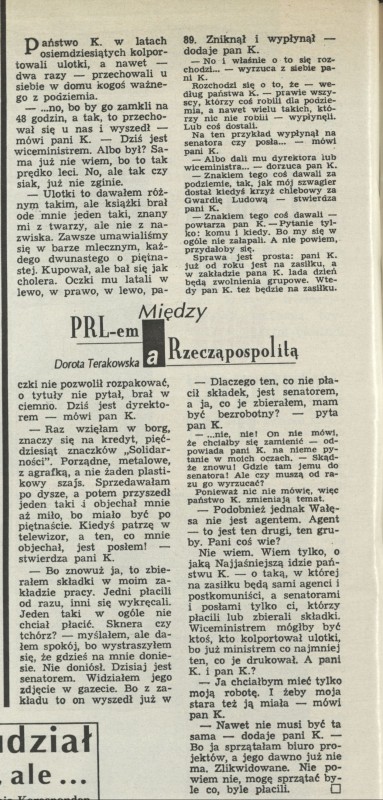 Państwo K. w latach
osiemdziesiątych kolpor-
towali ulotki, a nawet —
dwa razy — przechowali u
siebie w domu kogoś ważne-
go z podziemia.
— ...no, bo by go zamkli na
48 godzin, a tak, to przecho-
wał się u nas i wyszedł —
mówi pani K. — Dziś jest
wiceministrem. Albo był? Sa-
ma już nie wiem, bo to tak
prędko leci. No, ale tak czy
siak, już nie zginie.
— Ulotki to dawałem róż-
nym takim, ale książki brał
ode mnie jeden taki, znany
mi z twarzy, ale nie z na-
zwiska. Zawsze umawialiśmy
się w barze mlecznym, każ-
dego dwunastego o piętna-
stej. Kupował, ale bał się jak
cholera. Oczki mu latali w
lewo, w prawo, w lewo, pa-
89. Zniknął i wypłynął —
dodaje pan K.
— No i właśnie o to się roz-
chodzi... — wyrzuca z siebie pa-
ni K.
Rozchodzi się o to, że — we-
dług państwa K. — prawie wszy-
scy, którzy coś robili dla podzie-
mia, a nawet wielu takich, któ-
rzy nic nie robili — wypłynęli.
Lub coś dostali.
Na ten przykład wypłynął na
senatora czy posła... — mówi
pani K.
— Albo dali mu dyrektora lub
wiceministra... — dorzuca pan K.
— Znakiem tego coś dawali za
podziemie, tak, jak mój szwagier
dostał kiedyś krzyż chlebowy za
Gwardię Ludową — stwierdza
pani K.
— Znakiem tego coś dawali —
powtarza pan K. — Pytanie tyl-
ko: komu i kiedy. Bo my się w
ogóle nie załapali. A nie powiem,
przydałoby się.
Sprawa jest prosta: pani K.
już od roku jest na zasiłku, a
w zakładzie pana K. lada dzień
będą zwolnienia grupowe. Wte-
dy pan K. też będzie na zasiłku.
Między
PRL-em
a
Rzecząpospolitą
Dorota Terakowska
czki nie pozwolił rozpakować,
o tytuły nie pytał, brał w
ciemno. Dziś jest dyrekto-
rem — mówi pan K.
— Raz wzięłam w borg,
znaczy się na kredyt, pięć-
dziesiąt znaczków „Solidar-
ności". Porządne, metalowe,
z agrafką, a nie żaden plasti-
kowy szajs. Sprzedawałam
po dysze, a potem przyszedł
jeden taki i objechał mnie
aż miło, bo miało być po
piętnaście. Kiedyś patrzę w
telewizor, a ten, co mnie
objechał, jest posłem! —
stwierdza pani K.
— Bo znowuż ja, to zbie-
rałem składki w moim za-
kładzie pracy. Jedni płacili
od razu, inni się wykręcali.
Jeden taki w ogóle nie
chciał płacić. Sknera czy
tchórz? — myślałem, ale da-
łem spokój, bo wystraszyłem
się, że gdzieś na mnie donie-
sie. Nie doniósł. Dzisiaj jest
senatorem. Widziałem jego
zdjęcie w gazecie. Bo z za-
kładu to on wyszedł już w
— Dlaczego ten, co nie pła-
cił składek, jest senatorem,
a ja, co je zbierałem, mam
być bezrobotny? — pyta
pan K.
— ...nie, nie! On nie mówi,
że chciałby się zamienić — od-
powiada pani K. na nieme py-
tanie w moich oczach. — Skąd-
że znowu! Gdzie tam jemu do
senatora! Ale czy muszą od ra-
zu go wyrzucać?
Ponieważ nic nie mówię, więc
państwo K. zmieniają temat.
— Podobniez jednak Wałę-
sa nie jest agentem. Agent
— to jest ten drugi, ten gru-
by. Pani coś wie?
Nie wiem. Wiem tylko, o
jaką Najjaśniejszą idzie pań-
stwu K. — o taką, w której
na zasiłku będą sami agenci i
postkomuniści, a senatorami
i posłami tylko ci, którzy
płacili lub zbierali składki.
Wiceministrem mógłby być
ktoś, kto kolportował ulotki,
bo już ministrem co najmniej
ten, co je drukował. A pani
K. i pan K.?
— Ja chciałbym mieć tylko
moją robotę. I żeby moja
stara też ją miała — mówi
pan K.
— Nawet nie musi być ta
sama — dodaje pani K. —
Bo ja sprzątałam biuro pro-
jektów, a jego dawno już nie
ma. Zlikwidowane. Nie po-
wiem nie, mogę sprzątać by-
le co, byle płacili.
udział
, ale ...